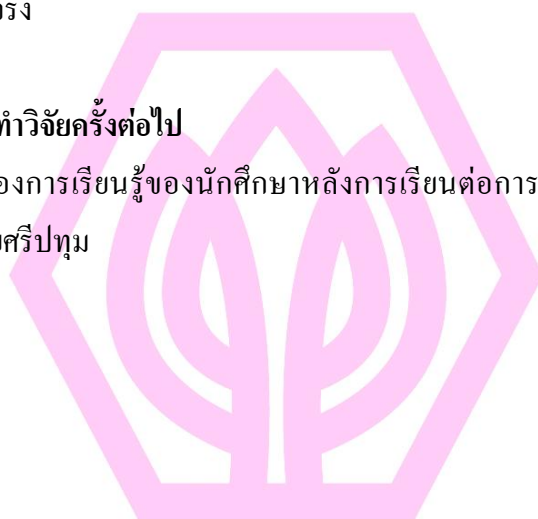 จริง
ทำวิจัยครั้งต่อไป
องการเรียนรู้ของนักศึกษาหลังการเรียนต่อการ
ศรีปทุม